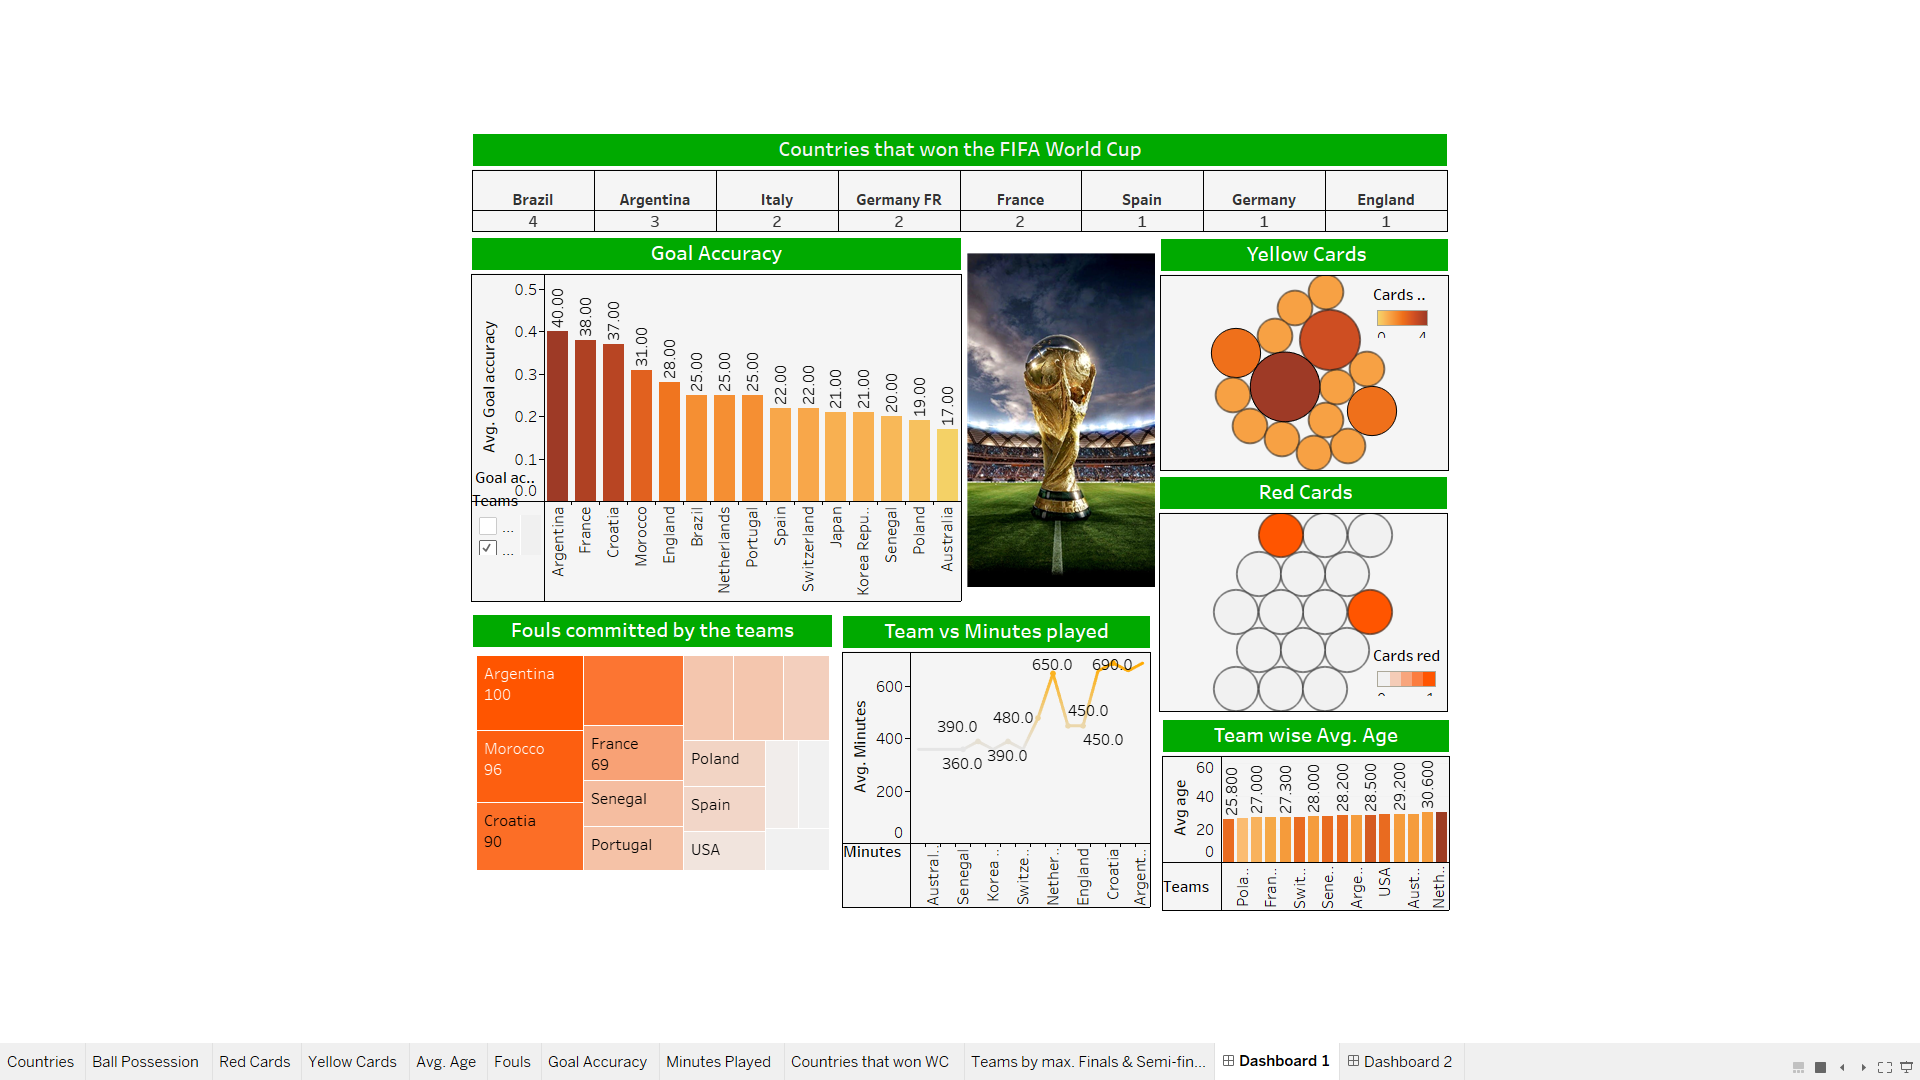 Countries that won the FIFA World Cup
Brazil Argentina Italy Germany FR France Spain Germany England
4 3 2 2 2 1 1 1
Goal Accuracy
Avg. Goal accuracy
0.5
0.4
0.3
0.2
0.1
0.0
40.00 38.00 37.00 31.00 28.00 25.00 25.00 25.00 22.00 22.00 21.00 21.00 20.00 19.00 17.00
Goal ac..
Teams
...
...
Argentina France Croatia Morocco England Brazil Netherlands Portugal Spain Switzerland Japan Korea Repu.. Senegal Poland Australia
Yellow Cards
Cards ..
Red Cards
Cards red
Fouls committed by the teams
Argentina
100
Morocco
96
Croatia
90
France
69
Senegal
Portugal
Poland
Spain
USA
Team vs Minutes played
Avg. Minutes
600
400
200
0
390.0
360.0
480.0
390.0
650.0
450.0
450.0
690.0
Minutes
Austral.. Senegal Korea .. Switze.. Nether.. England Croatia Argent..
Team wise Avg. Age
Avg age
60
40
20
0
25.800 27.000 27.300 28.000 28.200 28.500 29.200 30.600
Teams
Pola.. Fran.. Swit.. Sene.. Arge.. USA Aust.. Neth..
Countries Ball Possession Red Cards Yellow Cards Avg. Age Fouls Goal Accuracy Minutes Played Countries that won WC Teams by max. Finals & Semi-fin... Dashboard 1 Dashboard 2